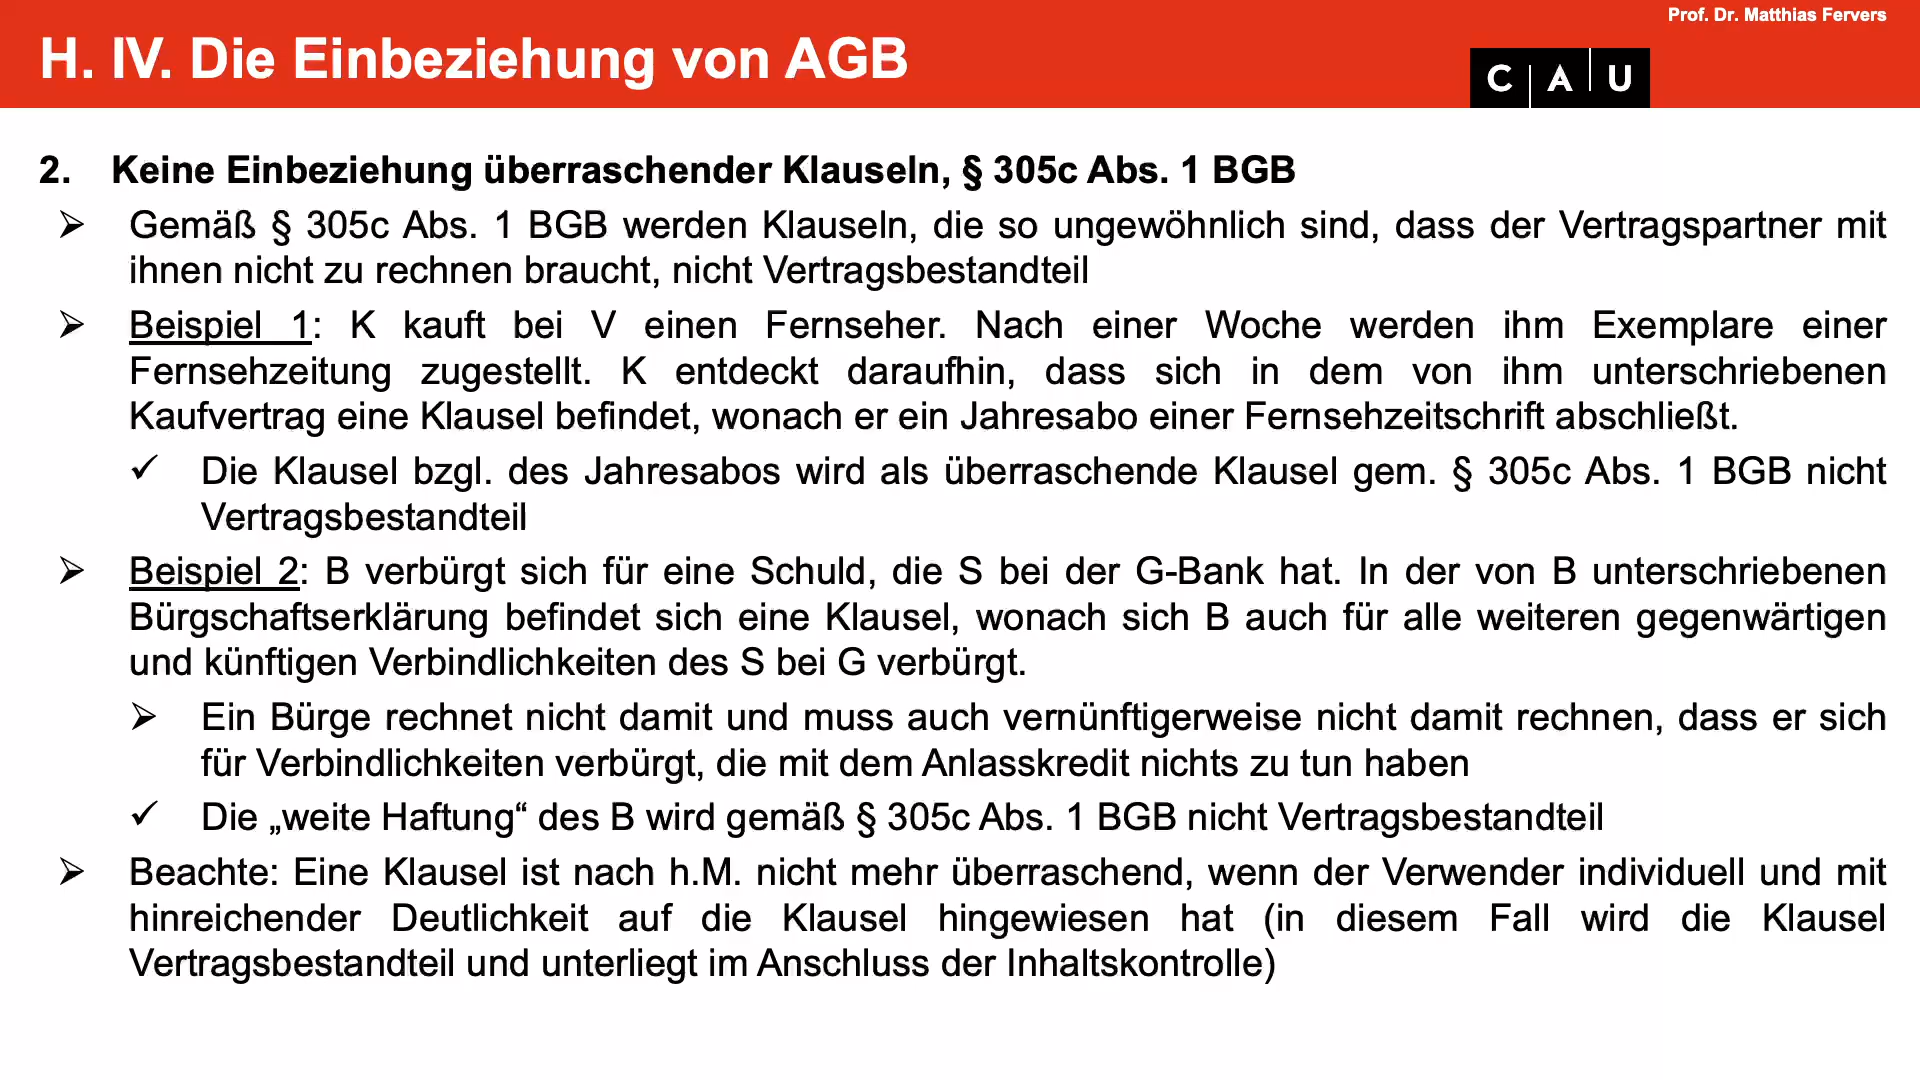 Prof. Dr. Matthias Fervers
H. IV. Die Einbeziehung von AGB
C A U
2. Keine Einbeziehung überraschender Klauseln, § 305c Abs. 1 BGB
➢ Gemäß § 305c Abs. 1 BGB werden Klauseln, die so ungewöhnlich sind, dass der Vertragspartner mit
ihnen nicht zu rechnen braucht, nicht Vertragsbestandteil
➢ Beispiel 1: K kauft bei V einen Fernseher. Nach einer Woche werden ihm Exemplare einer
Fernsehzeitung zugestellt. K entdeckt daraufhin, dass sich in dem von ihm unterschriebenen
Kaufvertrag eine Klausel befindet, wonach er ein Jahresabo einer Fernsehzeitschrift abschließt.
✓ Die Klausel bzgl. des Jahresabos wird als überraschende Klausel gem. § 305c Abs. 1 BGB nicht
Vertragsbestandteil
➢ Beispiel 2: B verbürgt sich für eine Schuld, die S bei der G-Bank hat. In der von B unterschriebenen
Bürgschaftserklärung befindet sich eine Klausel, wonach sich B auch für alle weiteren gegenwärtigen
und künftigen Verbindlichkeiten des S bei G verbürgt.
➢ Ein Bürge rechnet nicht damit und muss auch vernünftigerweise nicht damit rechnen, dass er sich
für Verbindlichkeiten verbürgt, die mit dem Anlasskredit nichts zu tun haben
✓ Die „weite Haftung“ des B wird gemäß § 305c Abs. 1 BGB nicht Vertragsbestandteil
➢ Beachte: Eine Klausel ist nach h.M. nicht mehr überraschend, wenn der Verwender individuell und mit
hinreichender Deutlichkeit auf die Klausel hingewiesen hat (in diesem Fall wird die Klausel
Vertragsbestandteil und unterliegt im Anschluss der Inhaltskontrolle)